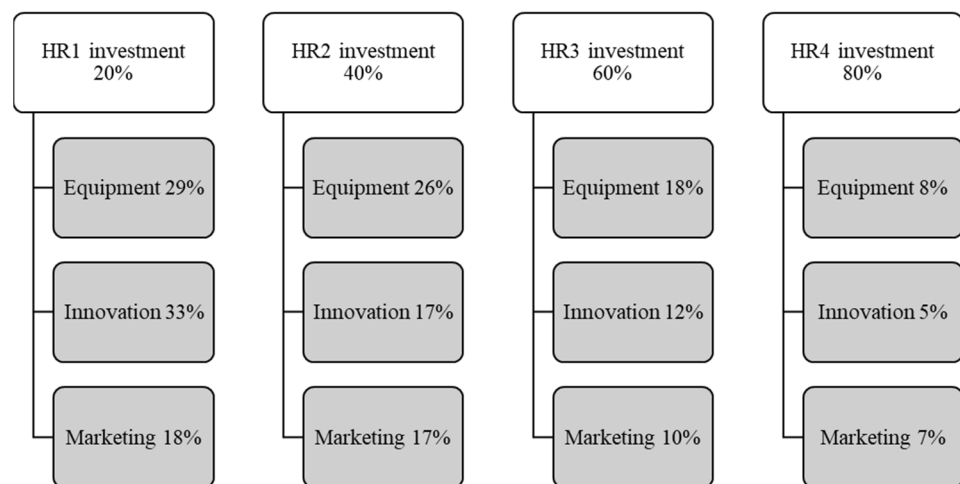 HR1 investment
20%
Equipment 29%
Innovation 33%
Marketing 18%
HR2 investment
40%
Equipment 26%
Innovation 17%
Marketing 17%
HR3 investment
60%
Equipment 18%
Innovation 12%
Marketing 10%
HR4 investment
80%
Equipment 8%
Innovation 5%
Marketing 7%